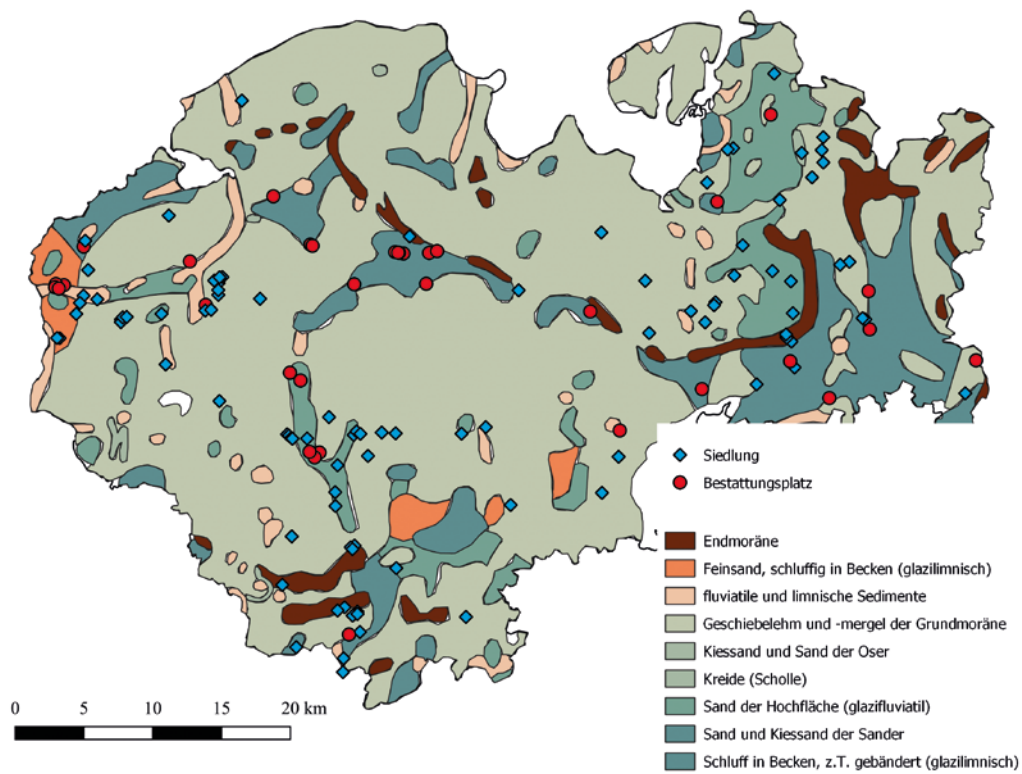 Siedlung
Bestattungsplatz
Endmoräne
Feinsand, schluffig in Becken (glazilimnisch)
fluviatile und limnische Sedimente
Geschiebelehm und -mergel der Grundmoräne
Kiessand und Sand der Oser
Kreide (Scholle)
Sand der Hochfläche (glazifluviatil)
Sand und Kiessand der Sander
Schluff in Becken, z.T. gebändert (glazilimnisch)
0 5 10 15 20 km